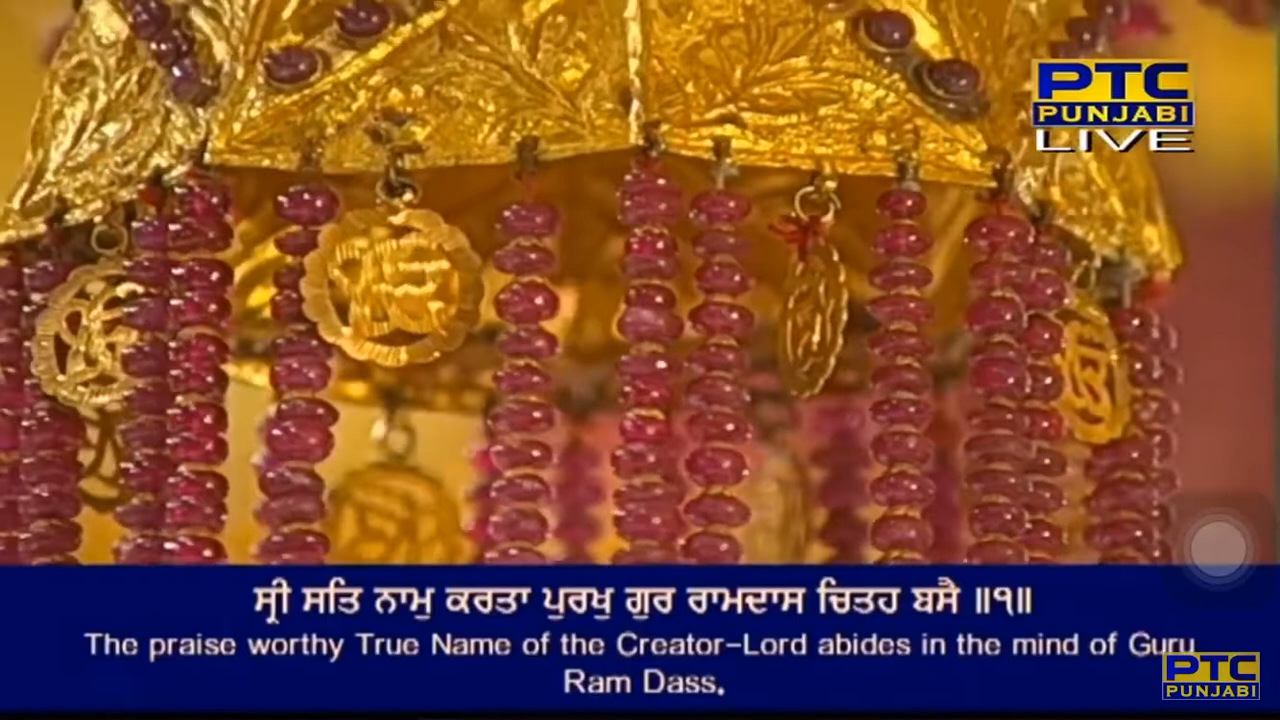 PTC
PUNJABI
LIVE
ਸ੍ਰੀ ਸਤਿ ਨਾਮੁ ਕਰਤਾ ਪੁਰਖੁ ਗੁਰ ਰਾਮਦਾਸ ਚਿਤਹ ਬਸੈ ॥੧॥
The praise worthy True Name of the Creator-Lord abides in the mind of Guru
Ram Dass.
PTC
PUNJABI